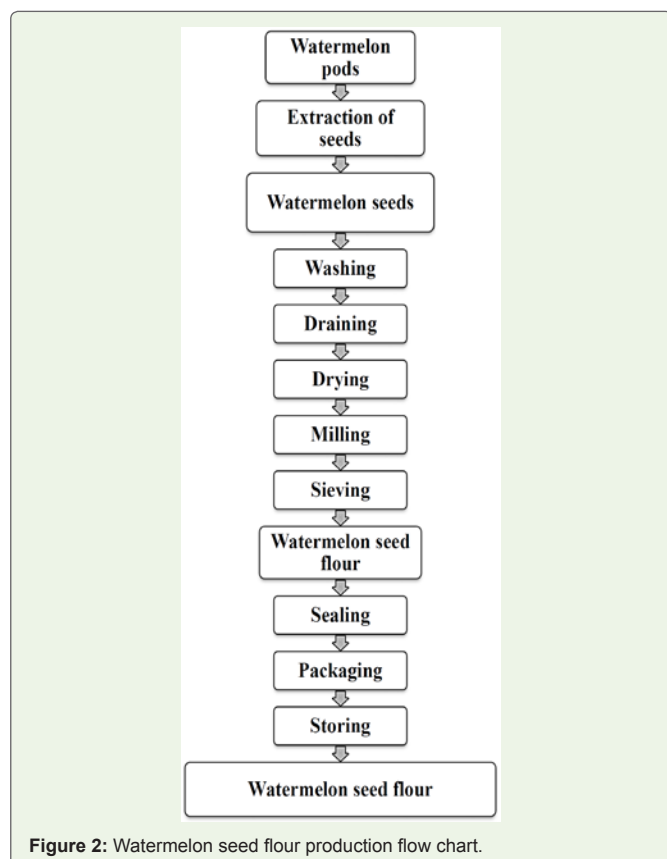 Watermelon
pods
Extraction of
seeds
Watermelon seeds
Washing
Draining
Drying
Milling
Sieving
Watermelon seed
flour
Sealing
Packaging
Storing
Watermelon seed flour
Figure 2: Watermelon seed flour production flow chart.